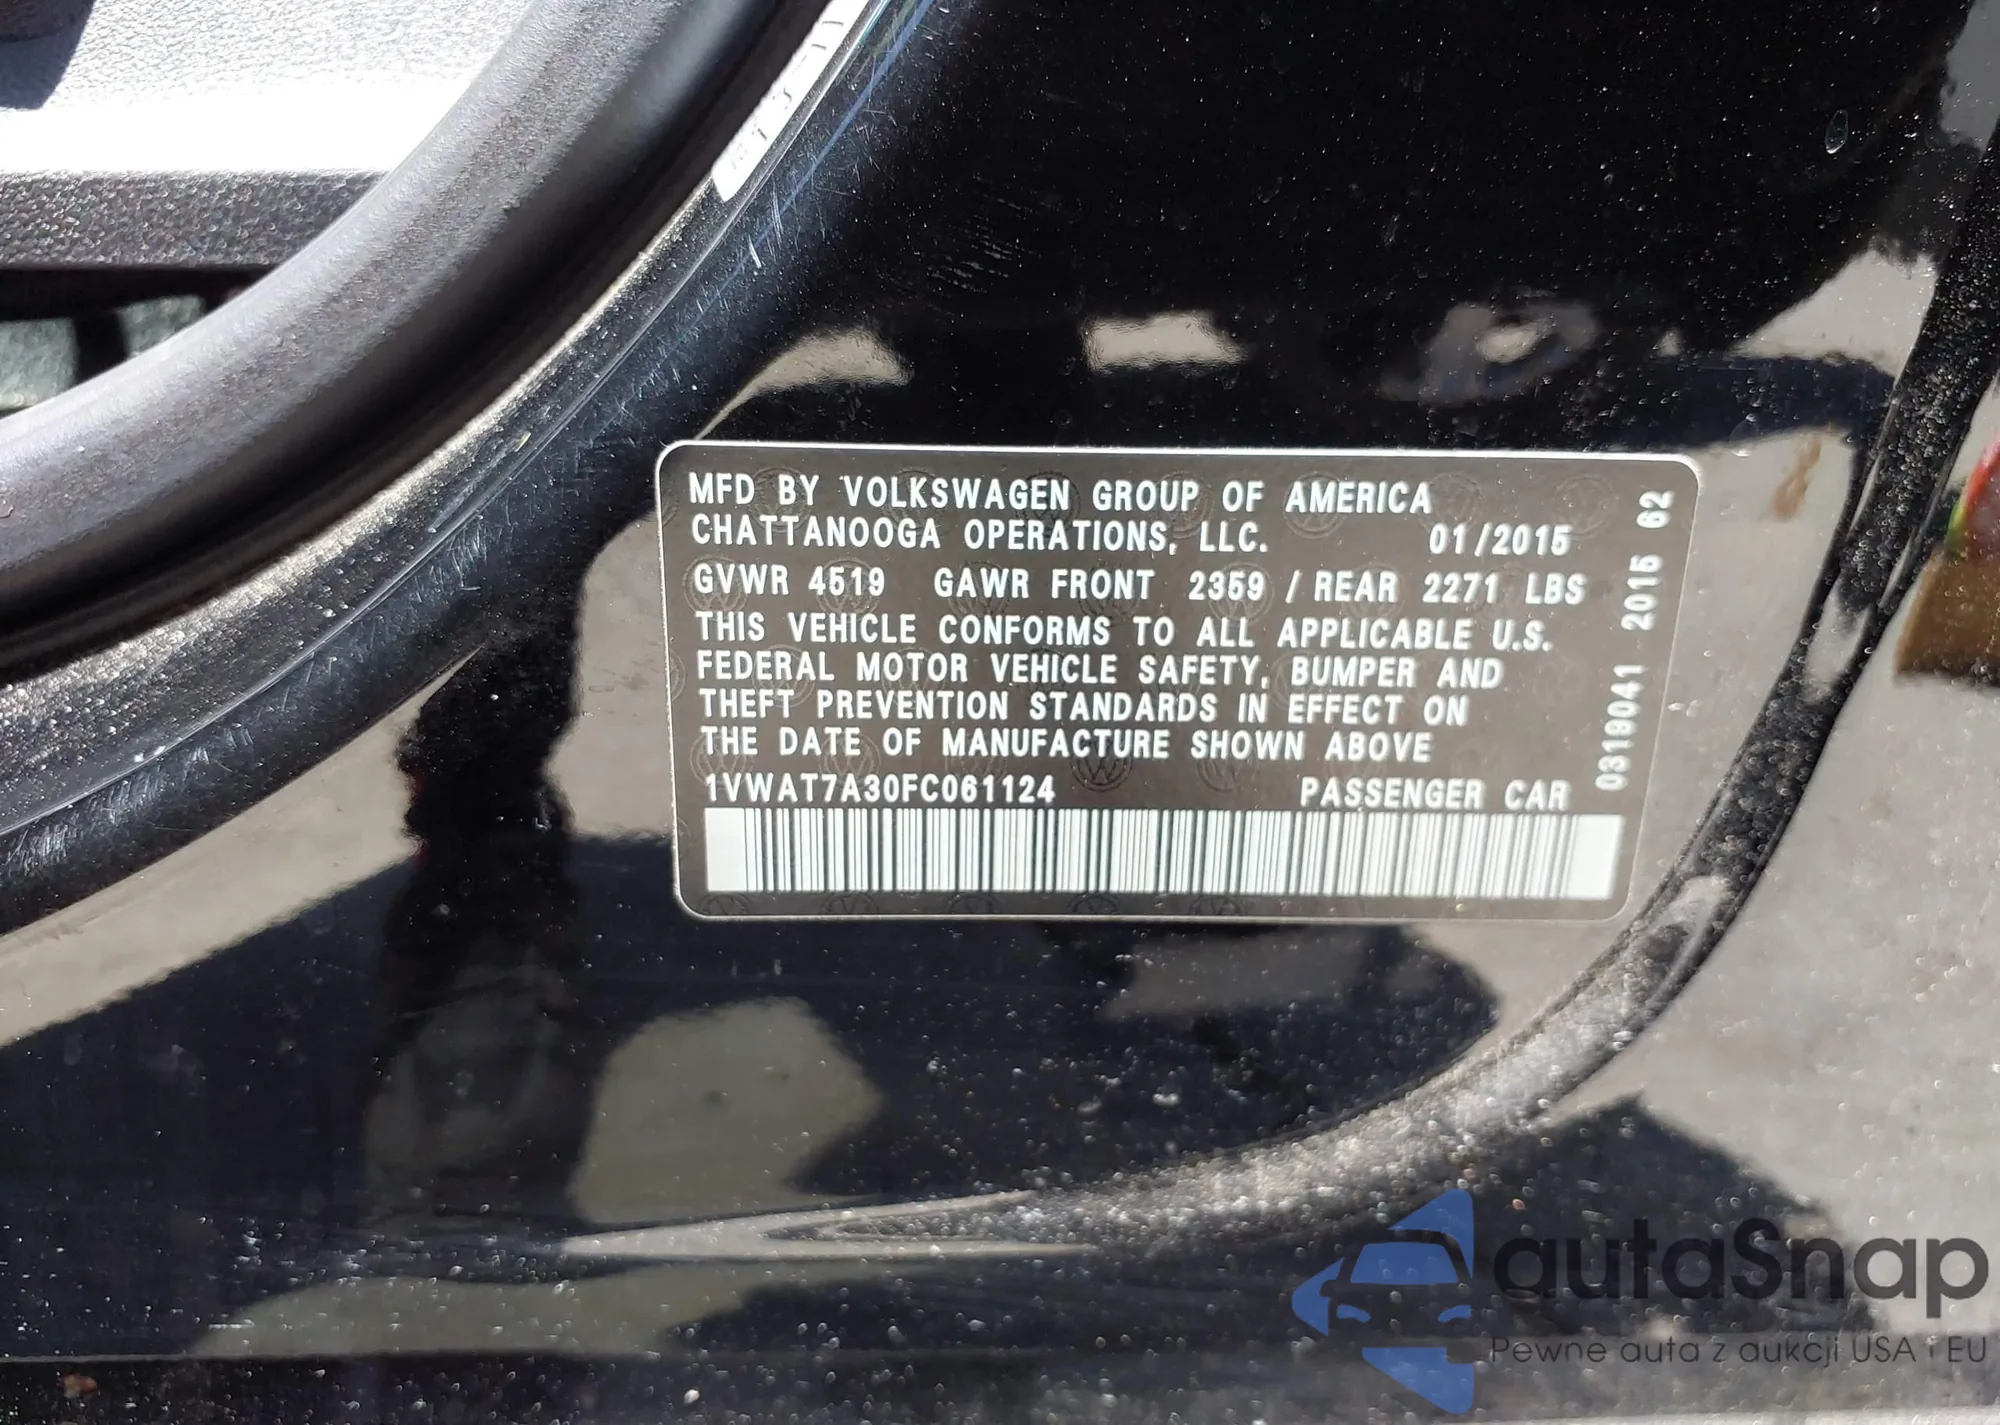 MFD BY VOLKSWAGEN GROUP OF AMERICA
CHATTANOOGA OPERATIONS, LLC. 01/2015
GVWR 4519 GAWR FRONT 2359 / REAR 2271 LBS
THIS VEHICLE CONFORMS TO ALL APPLICABLE U.S.
FEDERAL MOTOR VEHICLE SAFETY, BUMPER AND
THEFT PREVENTION STANDARDS IN EFFECT ON
THE DATE OF MANUFACTURE SHOWN ABOVE
1VWAT7A30FC061124 PASSENGER CAR
0319041 2015 62
autaSnap
Pewne auta z aukcji USA i EU